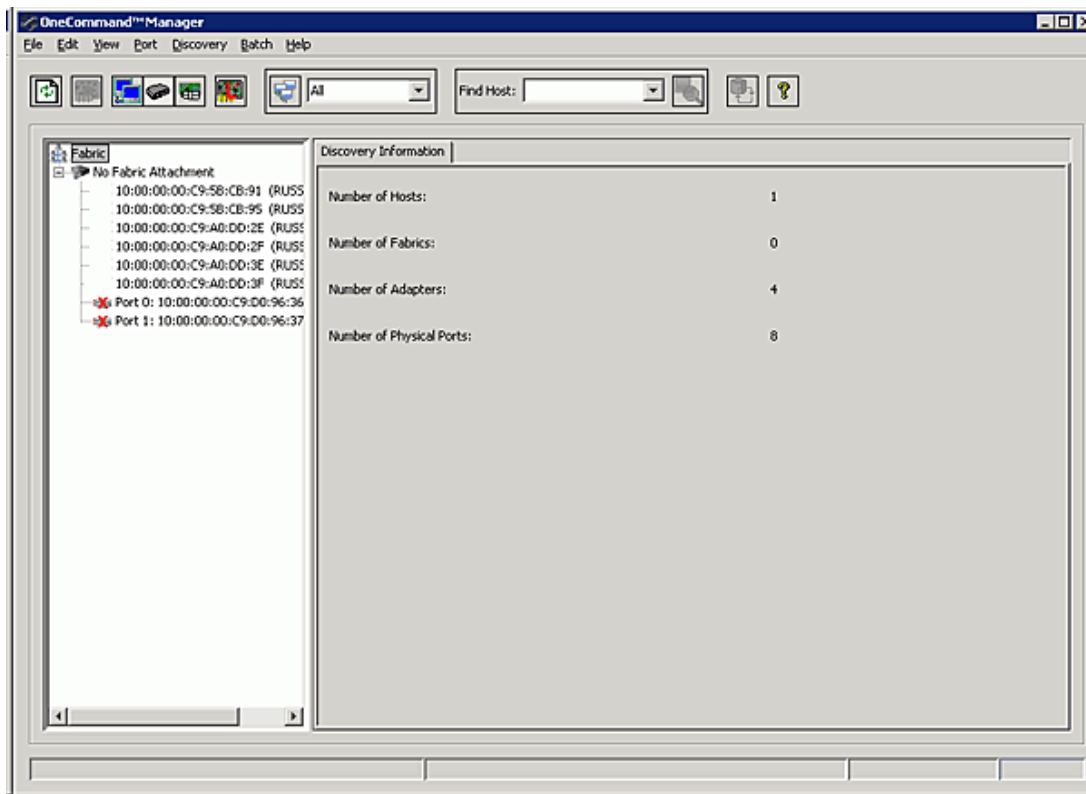 OneCommand™Manager
File Edit View Port Discovery Batch Help
All Find Host:
Fabric
No Fabric Attachment
10:00:00:00:C9:5B:CB:91 (RUSS
10:00:00:00:C9:5B:CB:95 (RUSS
10:00:00:00:C9:A0:DD:2E (RUSS
10:00:00:00:C9:A0:DD:2F (RUSS
10:00:00:00:C9:A0:DD:3E (RUSS
10:00:00:00:C9:A0:DD:3F (RUSS
Port 0: 10:00:00:00:C9:D0:96:36
Port 1: 10:00:00:00:C9:D0:96:37
Discovery Information
Number of Hosts: 1
Number of Fabrics: 0
Number of Adapters: 4
Number of Physical Ports: 8